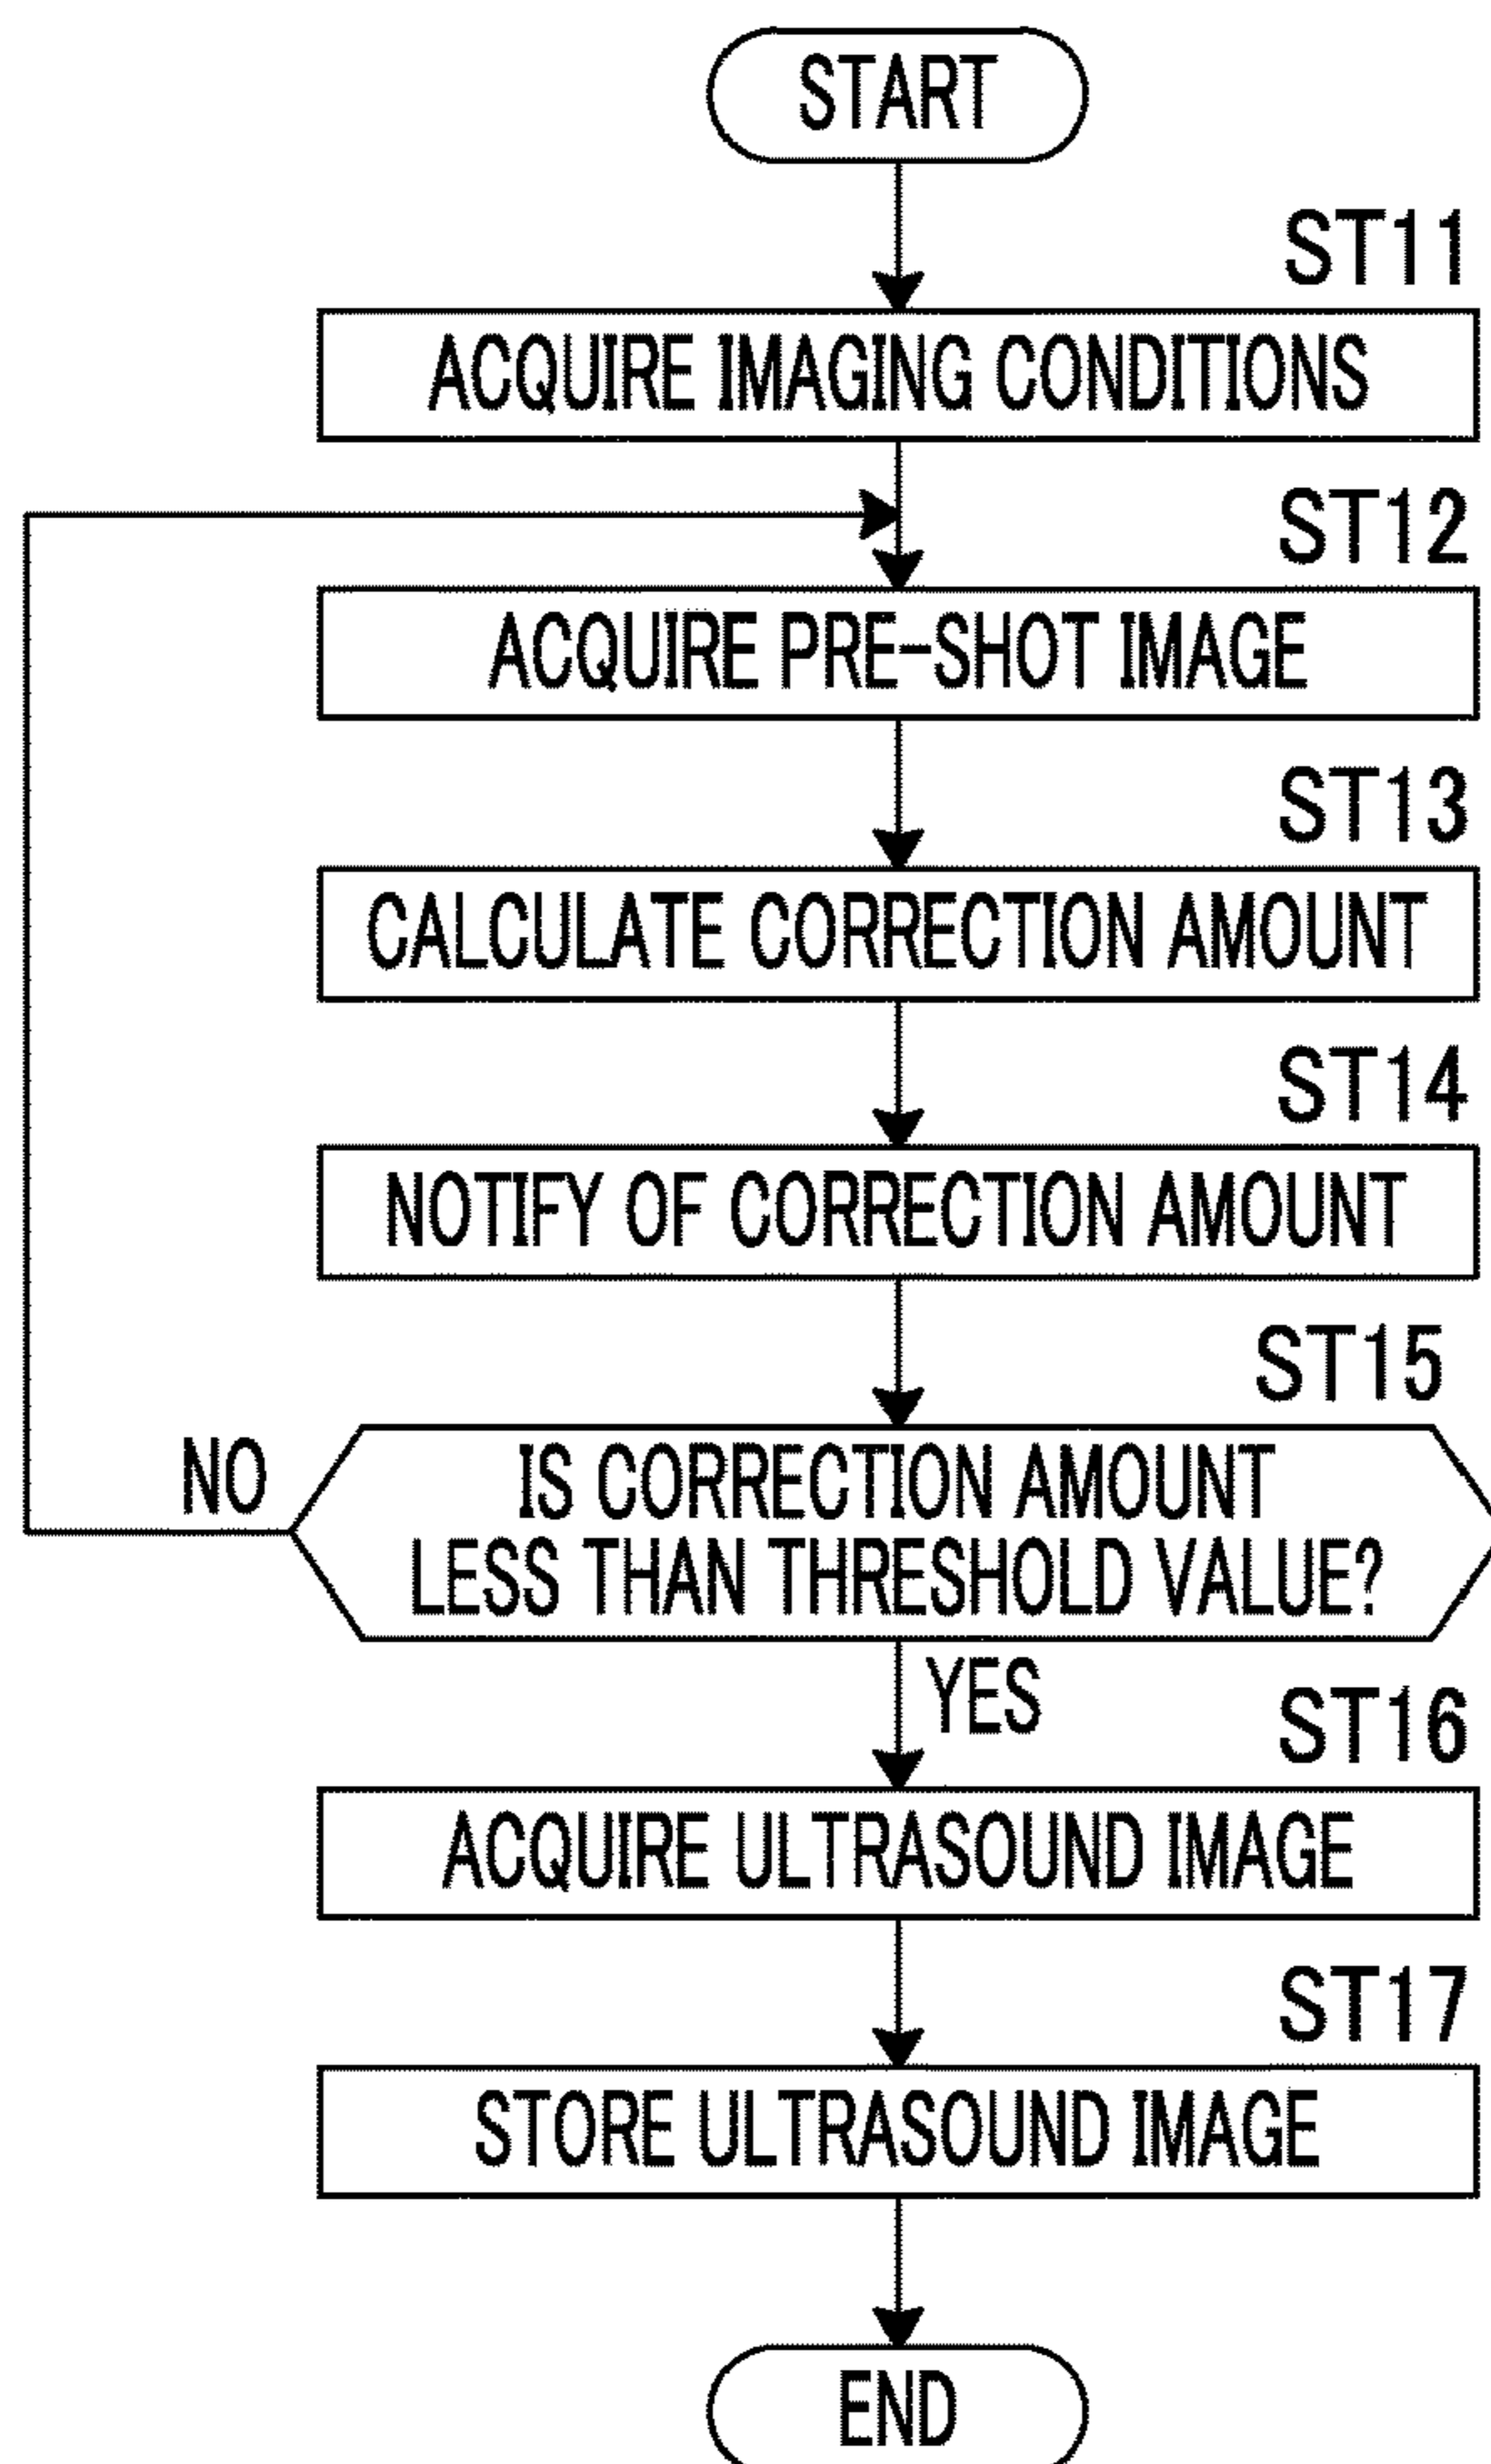 START
ST11
ACQUIRE IMAGING CONDITIONS
ST12
ACQUIRE PRE-SHOT IMAGE
ST13
CALCULATE CORRECTION AMOUNT
ST14
NOTIFY OF CORRECTION AMOUNT
ST15
NO
IS CORRECTION AMOUNT
LESS THAN THRESHOLD VALUE?
YES
ST16
ACQUIRE ULTRASOUND IMAGE
ST17
STORE ULTRASOUND IMAGE
END